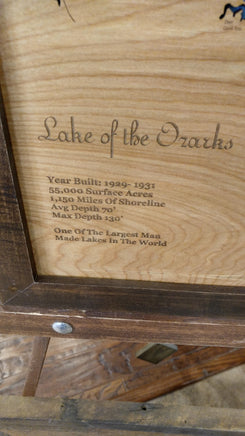 Lake of the Ozarks
Year Built: 1929- 1931
55,000 Surface Acres
1,150 Miles Of Shoreline
Avg Depth 70'
Max Depth 130'
One Of The Largest Man
Made Lakes In The World